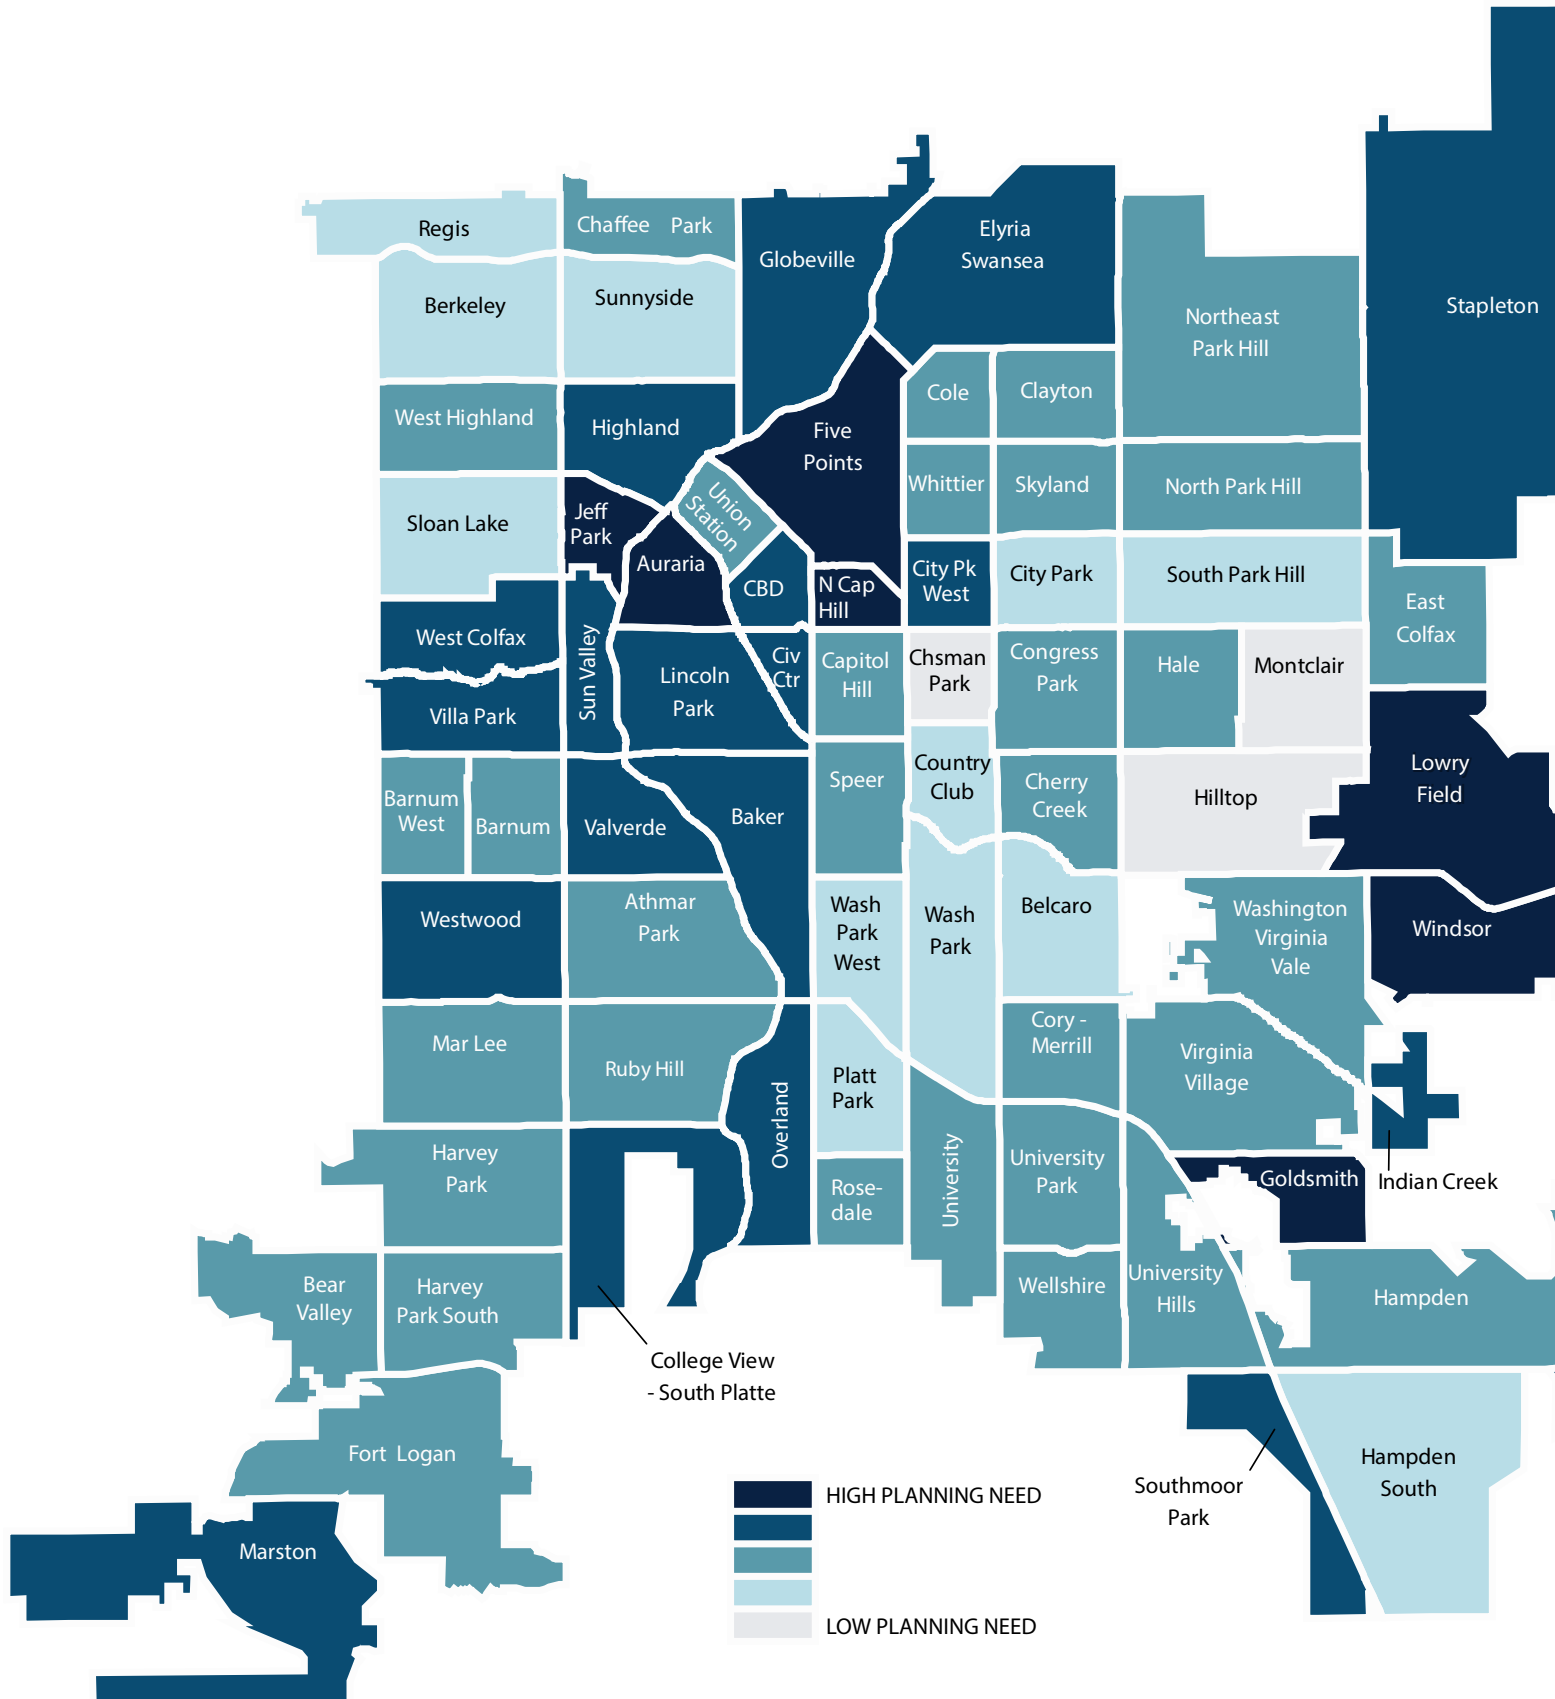 Regis
Chaffee Park
Globeville
Elyria
Swansea
Stapleton
Berkeley
Sunnyside
Northeast
Park Hill
West Highland
Highland
Five
Points
Cole
Clayton
Whittier
Skyland
North Park Hill
Sloan Lake
Jeff
Park
Union
Station
Auraria
CBD
N Cap
Hill
City Pk
West
City Park
South Park Hill
East
Colfax
West Colfax
Sun Valley
Lincoln
Park
Civ
Ctr
Capitol
Hill
Chsman
Park
Congress
Park
Hale
Montclair
Villa Park
Barnum
West
Barnum
Valverde
Baker
Speer
Country
Club
Cherry
Creek
Hilltop
Lowry
Field
Westwood
Athmar
Park
Wash
Park
West
Wash
Park
Belcaro
Washington
Virginia
Vale
Windsor
Mar Lee
Ruby Hill
Overland
Platt
Park
Cory -
Merrill
Virginia
Village
Harvey
Park
Rose-
dale
University
University
Park
Goldsmith
Indian Creek
Bear
Valley
Harvey
Park South
Wellshire
University
Hills
Hampden
College View
- South Platte
Fort Logan
Southmoor
Park
Hampden
South
Marston
HIGH PLANNING NEED
LOW PLANNING NEED